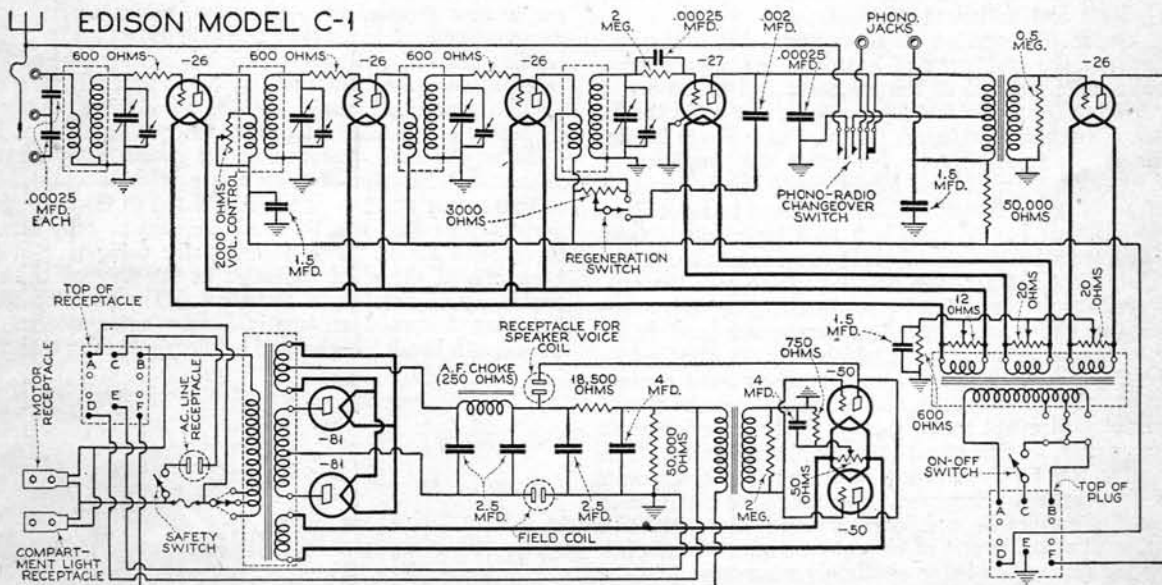 EDISON MODEL C-1
600 OHMS
-26
600 OHMS
-26
600 OHMS
-26
2
MEG.
.00025
MFD.
-27
.002
MFD.
.00025
MFD.
PHONO.
JACKS
0.5
MEG.
-26
.00025
MFD.
EACH
2000 OHMS
VOL. CONTROL
1.5
MFD.
3000
OHMS
REGENERATION
SWITCH
PHONO-RADIO
CHANGEOVER
SWITCH
1.5
MFD.
50,000
OHMS
TOP OF
RECEPTACLE
A
C
B
D
E
F
MOTOR
RECEPTACLE
A.C. LINE
RECEPTACLE
SAFETY
SWITCH
COMPART-
MENT LIGHT
RECEPTACLE
-81
-81
A.F. CHOKE
(250 OHMS)
RECEPTACLE FOR
SPEAKER VOICE
COIL
18,500
OHMS
4
MFD.
50,000
OHMS
2.5
MFD.
FIELD COIL
2.5
MFD.
4
MFD.
750
OHMS
-50
50
OHMS
2
MEG.
-50
1.5
MFD.
12
OHMS
20
OHMS
20
OHMS
600
OHMS
ON-OFF
SWITCH
TOP OF
PLUG
A
C
B
D
E
F